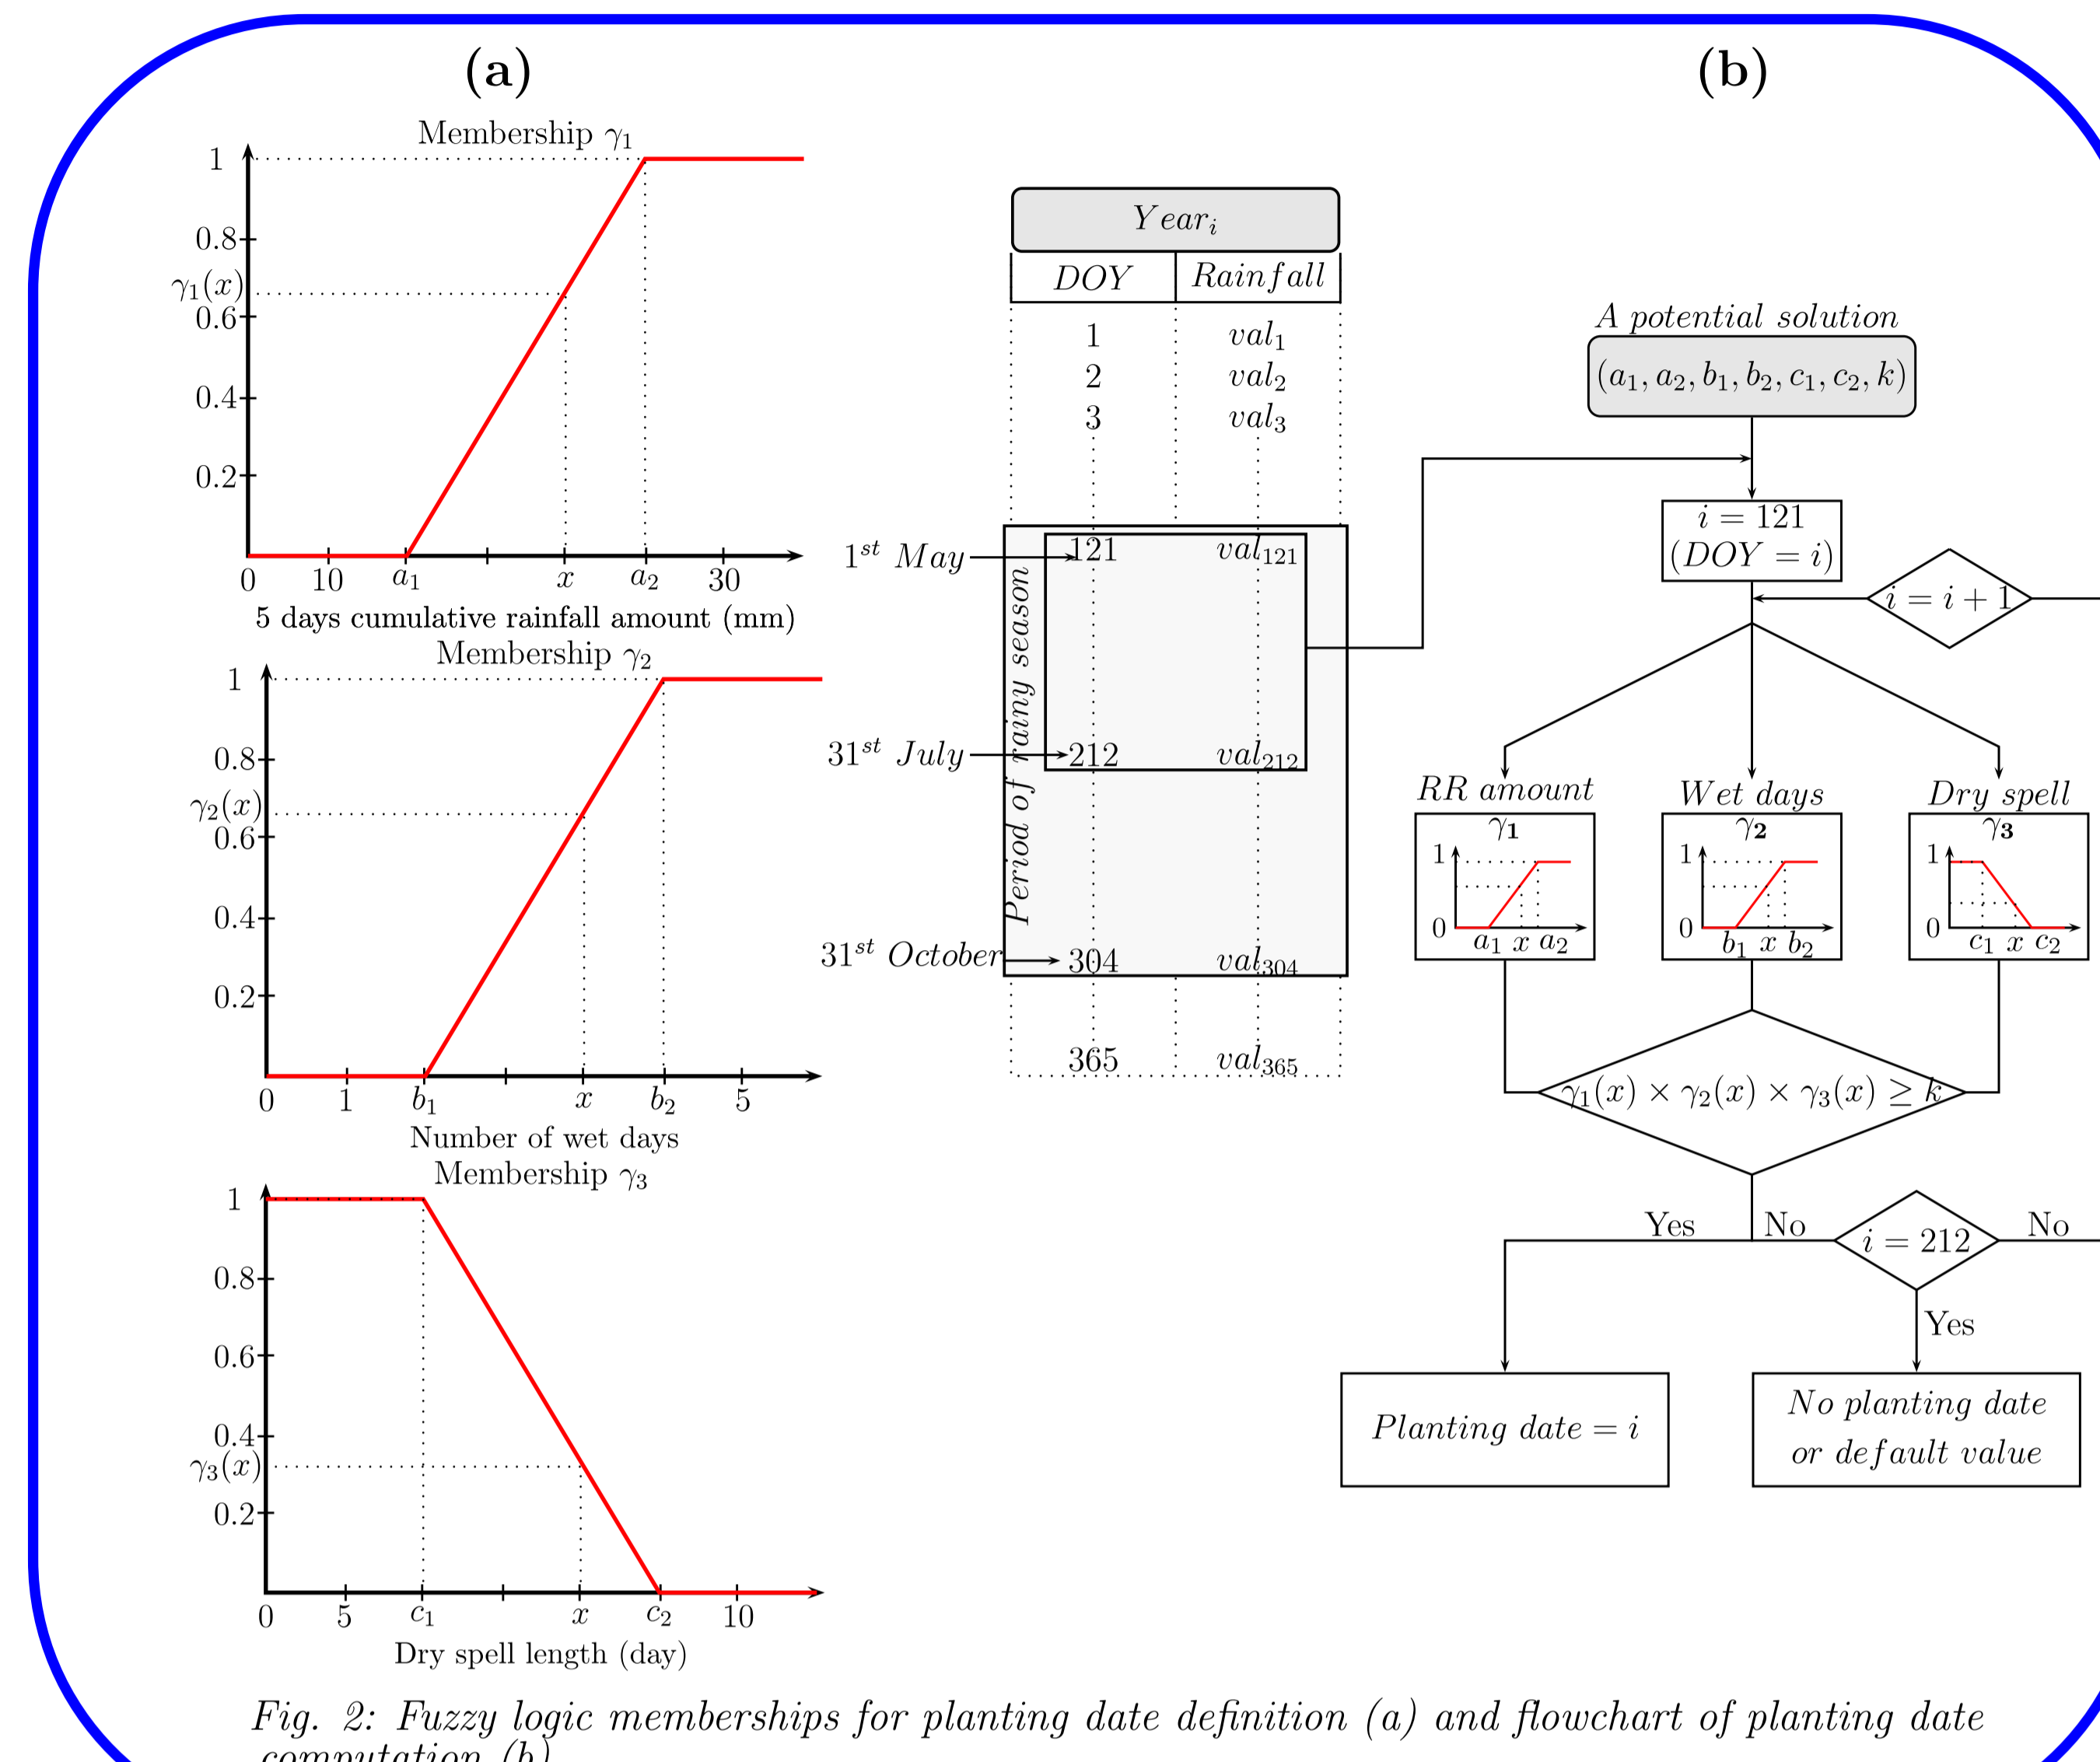 (a)
Membership γ₁
1
0.8
γ₁(x)
0.6
0.4
0.2
0 10 a₁ x a₂ 30
5 days cumulative rainfall amount (mm)
Membership γ₂
1
0.8
γ₂(x)
0.6
0.4
0.2
0 1 b₁ x b₂ 5
Number of wet days
Membership γ₃
1
0.8
0.6
0.4
γ₃(x)
0.2
0 5 c₁ x c₂ 10
Dry spell length (day)
Yearᵢ
DOY Rainfall
1 val₁
2 val₂
3 val₃
1ˢᵗ May 121 val₁₂₁
Period of rainy season
31ˢᵗ July 212 val₂₁₂
31ˢᵗ October 304 val₃₀₄
365 val₃₆₅
(b)
A potential solution
(a₁, a₂, b₁, b₂, c₁, c₂, k)
i = 121
(DOY = i)
i = i + 1
RR amount
γ₁
1
0
a₁ x a₂
Wet days
γ₂
1
0
b₁ x b₂
Dry spell
γ₃
1
0
c₁ x c₂
γ₁(x) × γ₂(x) × γ₃(x) ≥ k
Yes No i = 212 No
Yes
Planting date = i
No planting date
or default value
Fig. 2: Fuzzy logic memberships for planting date definition (a) and flowchart of planting date
computation (b)